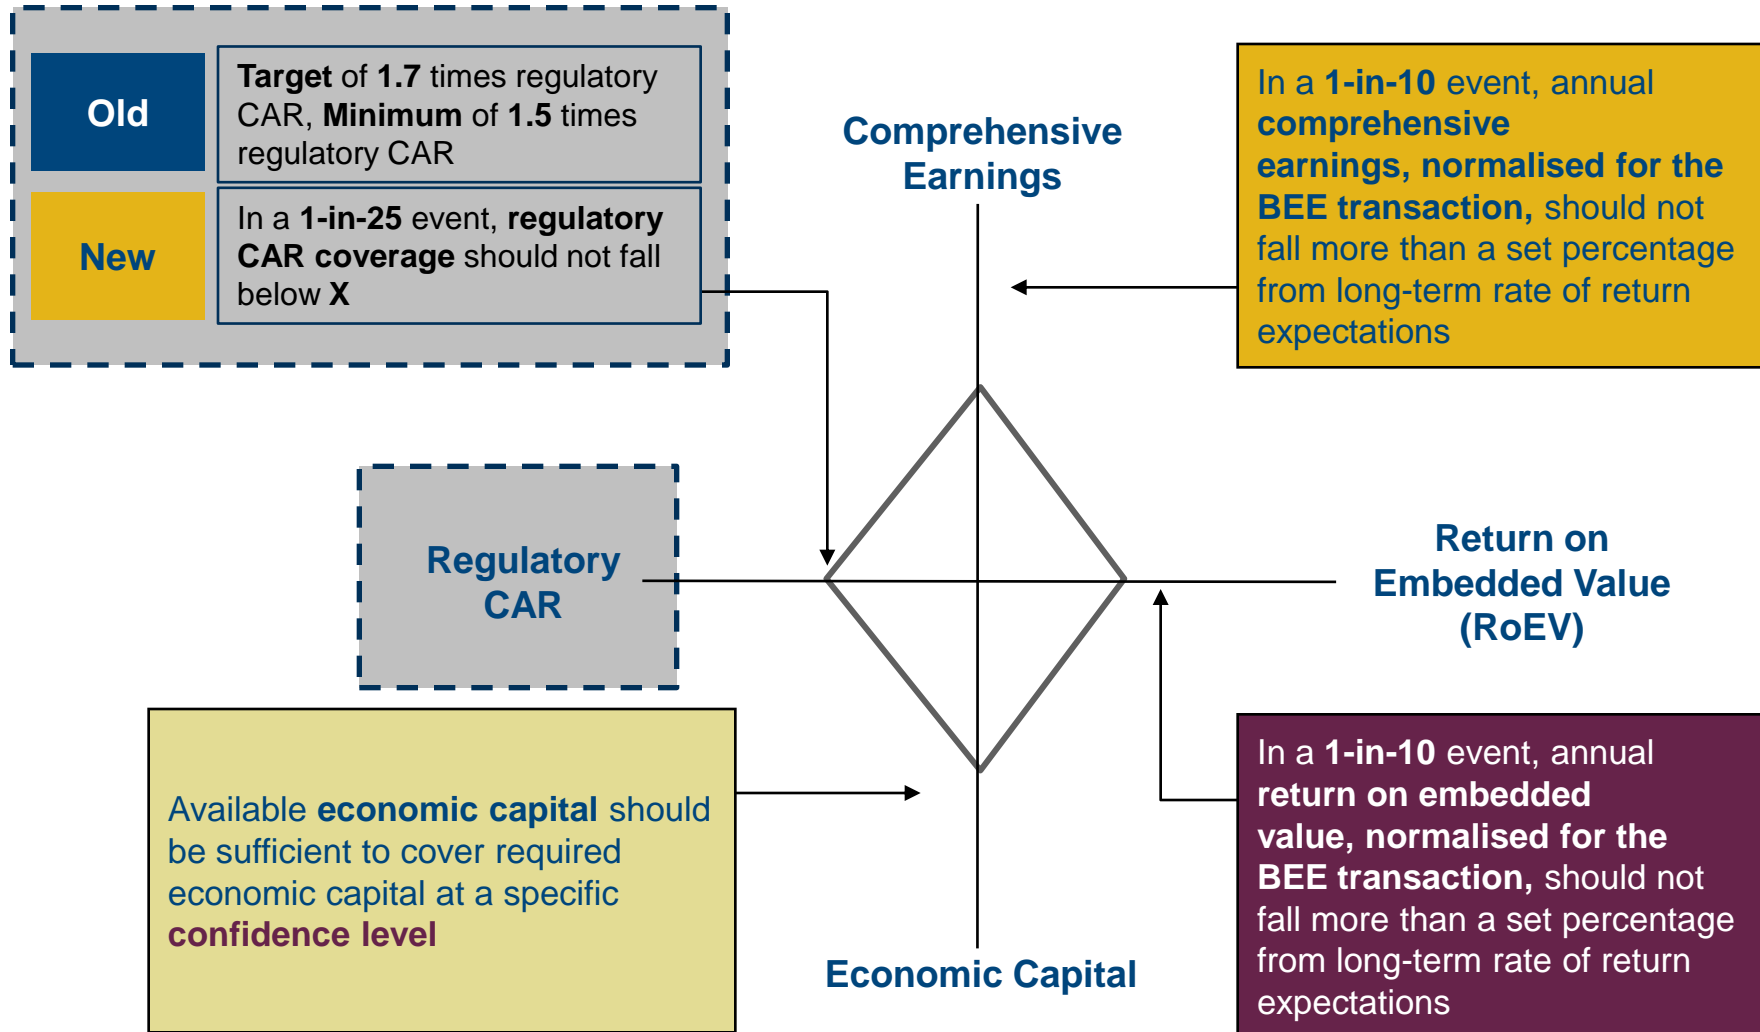 Old
Target of 1.7 times regulatory
CAR, Minimum of 1.5 times
regulatory CAR
New
In a 1-in-25 event, regulatory
CAR coverage should not fall
below X
Comprehensive
Earnings
In a 1-in-10 event, annual
comprehensive
earnings, normalised for the
BEE transaction, should not
fall more than a set percentage
from long-term rate of return
expectations
Regulatory
CAR
Return on
Embedded Value
(RoEV)
Available economic capital should
be sufficient to cover required
economic capital at a specific
confidence level
Economic Capital
In a 1-in-10 event, annual
return on embedded
value, normalised for the
BEE transaction, should not
fall more than a set percentage
from long-term rate of return
expectations